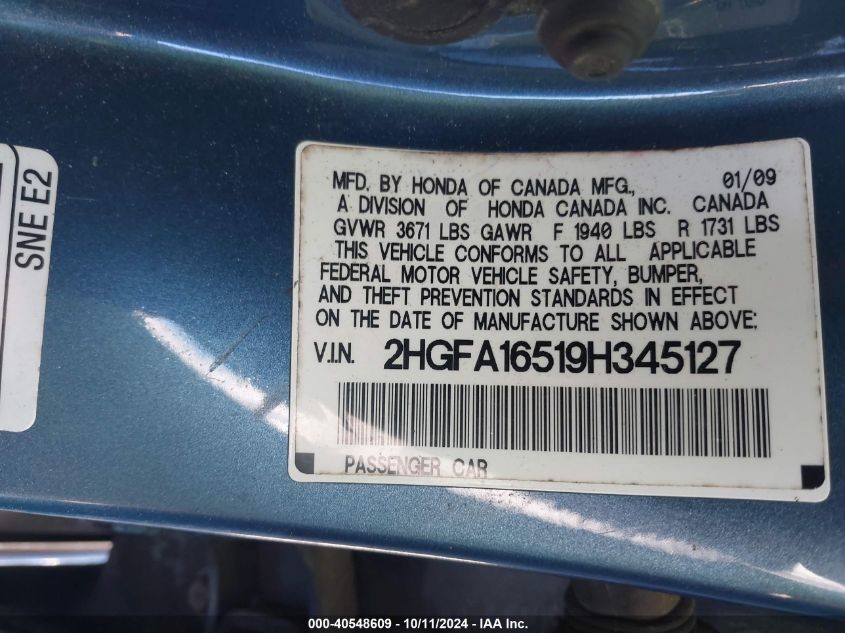 SNE E2
MFD. BY HONDA OF CANADA MFG., 01/09
A DIVISION OF HONDA CANADA INC. CANADA
GVWR 3671 LBS GAWR F 1940 LBS R 1731 LBS
THIS VEHICLE CONFORMS TO ALL APPLICABLE
FEDERAL MOTOR VEHICLE SAFETY, BUMPER,
AND THEFT PREVENTION STANDARDS IN EFFECT
ON THE DATE OF MANUFACTURE SHOWN ABOVE:
V.I.N. 2HGFA16519H345127
PASSENGER CAR
000-40548609 - 10/11/2024 - IAA Inc.